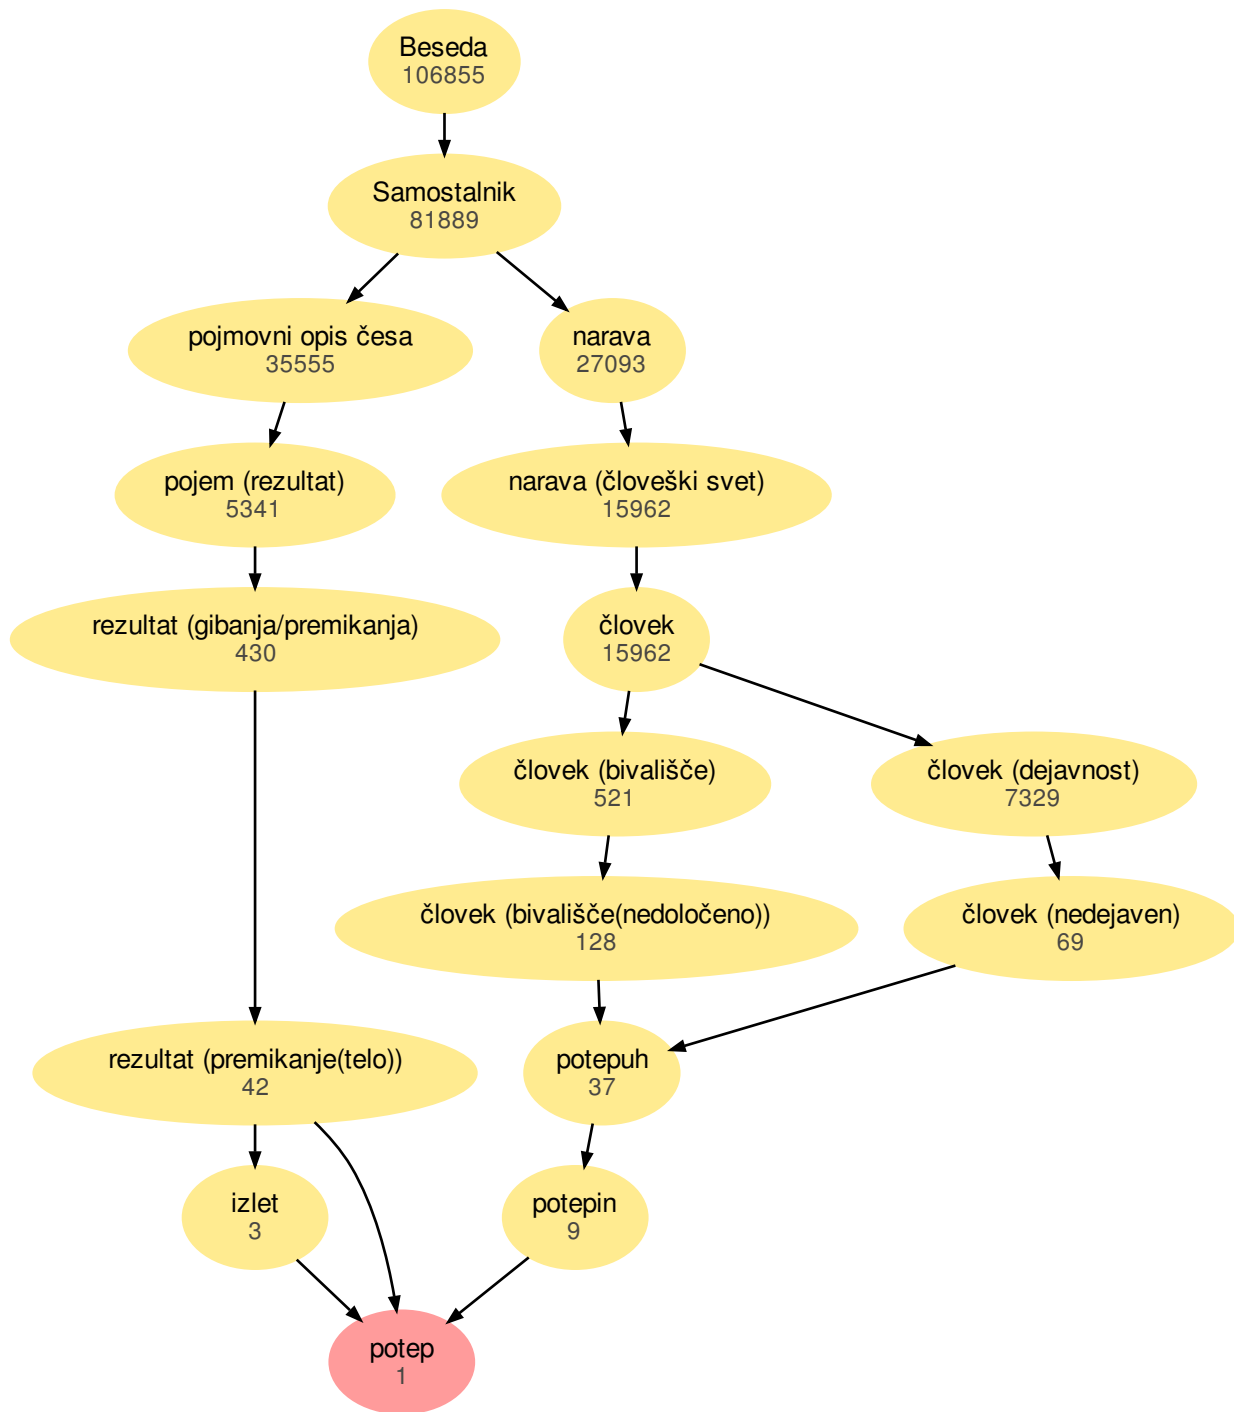 Beseda
106855
Samostalnik
81889
pojmovni opis česa
35555
narava
27093
pojem (rezultat)
5341
narava (človeški svet)
15962
rezultat (gibanja/premikanja)
430
človek
15962
človek (bivališče)
521
človek (dejavnost)
7329
človek (bivališče(nedoločeno))
128
človek (nedejaven)
69
rezultat (premikanje(telo))
42
potepuh
37
izlet
3
potepin
9
potep
1